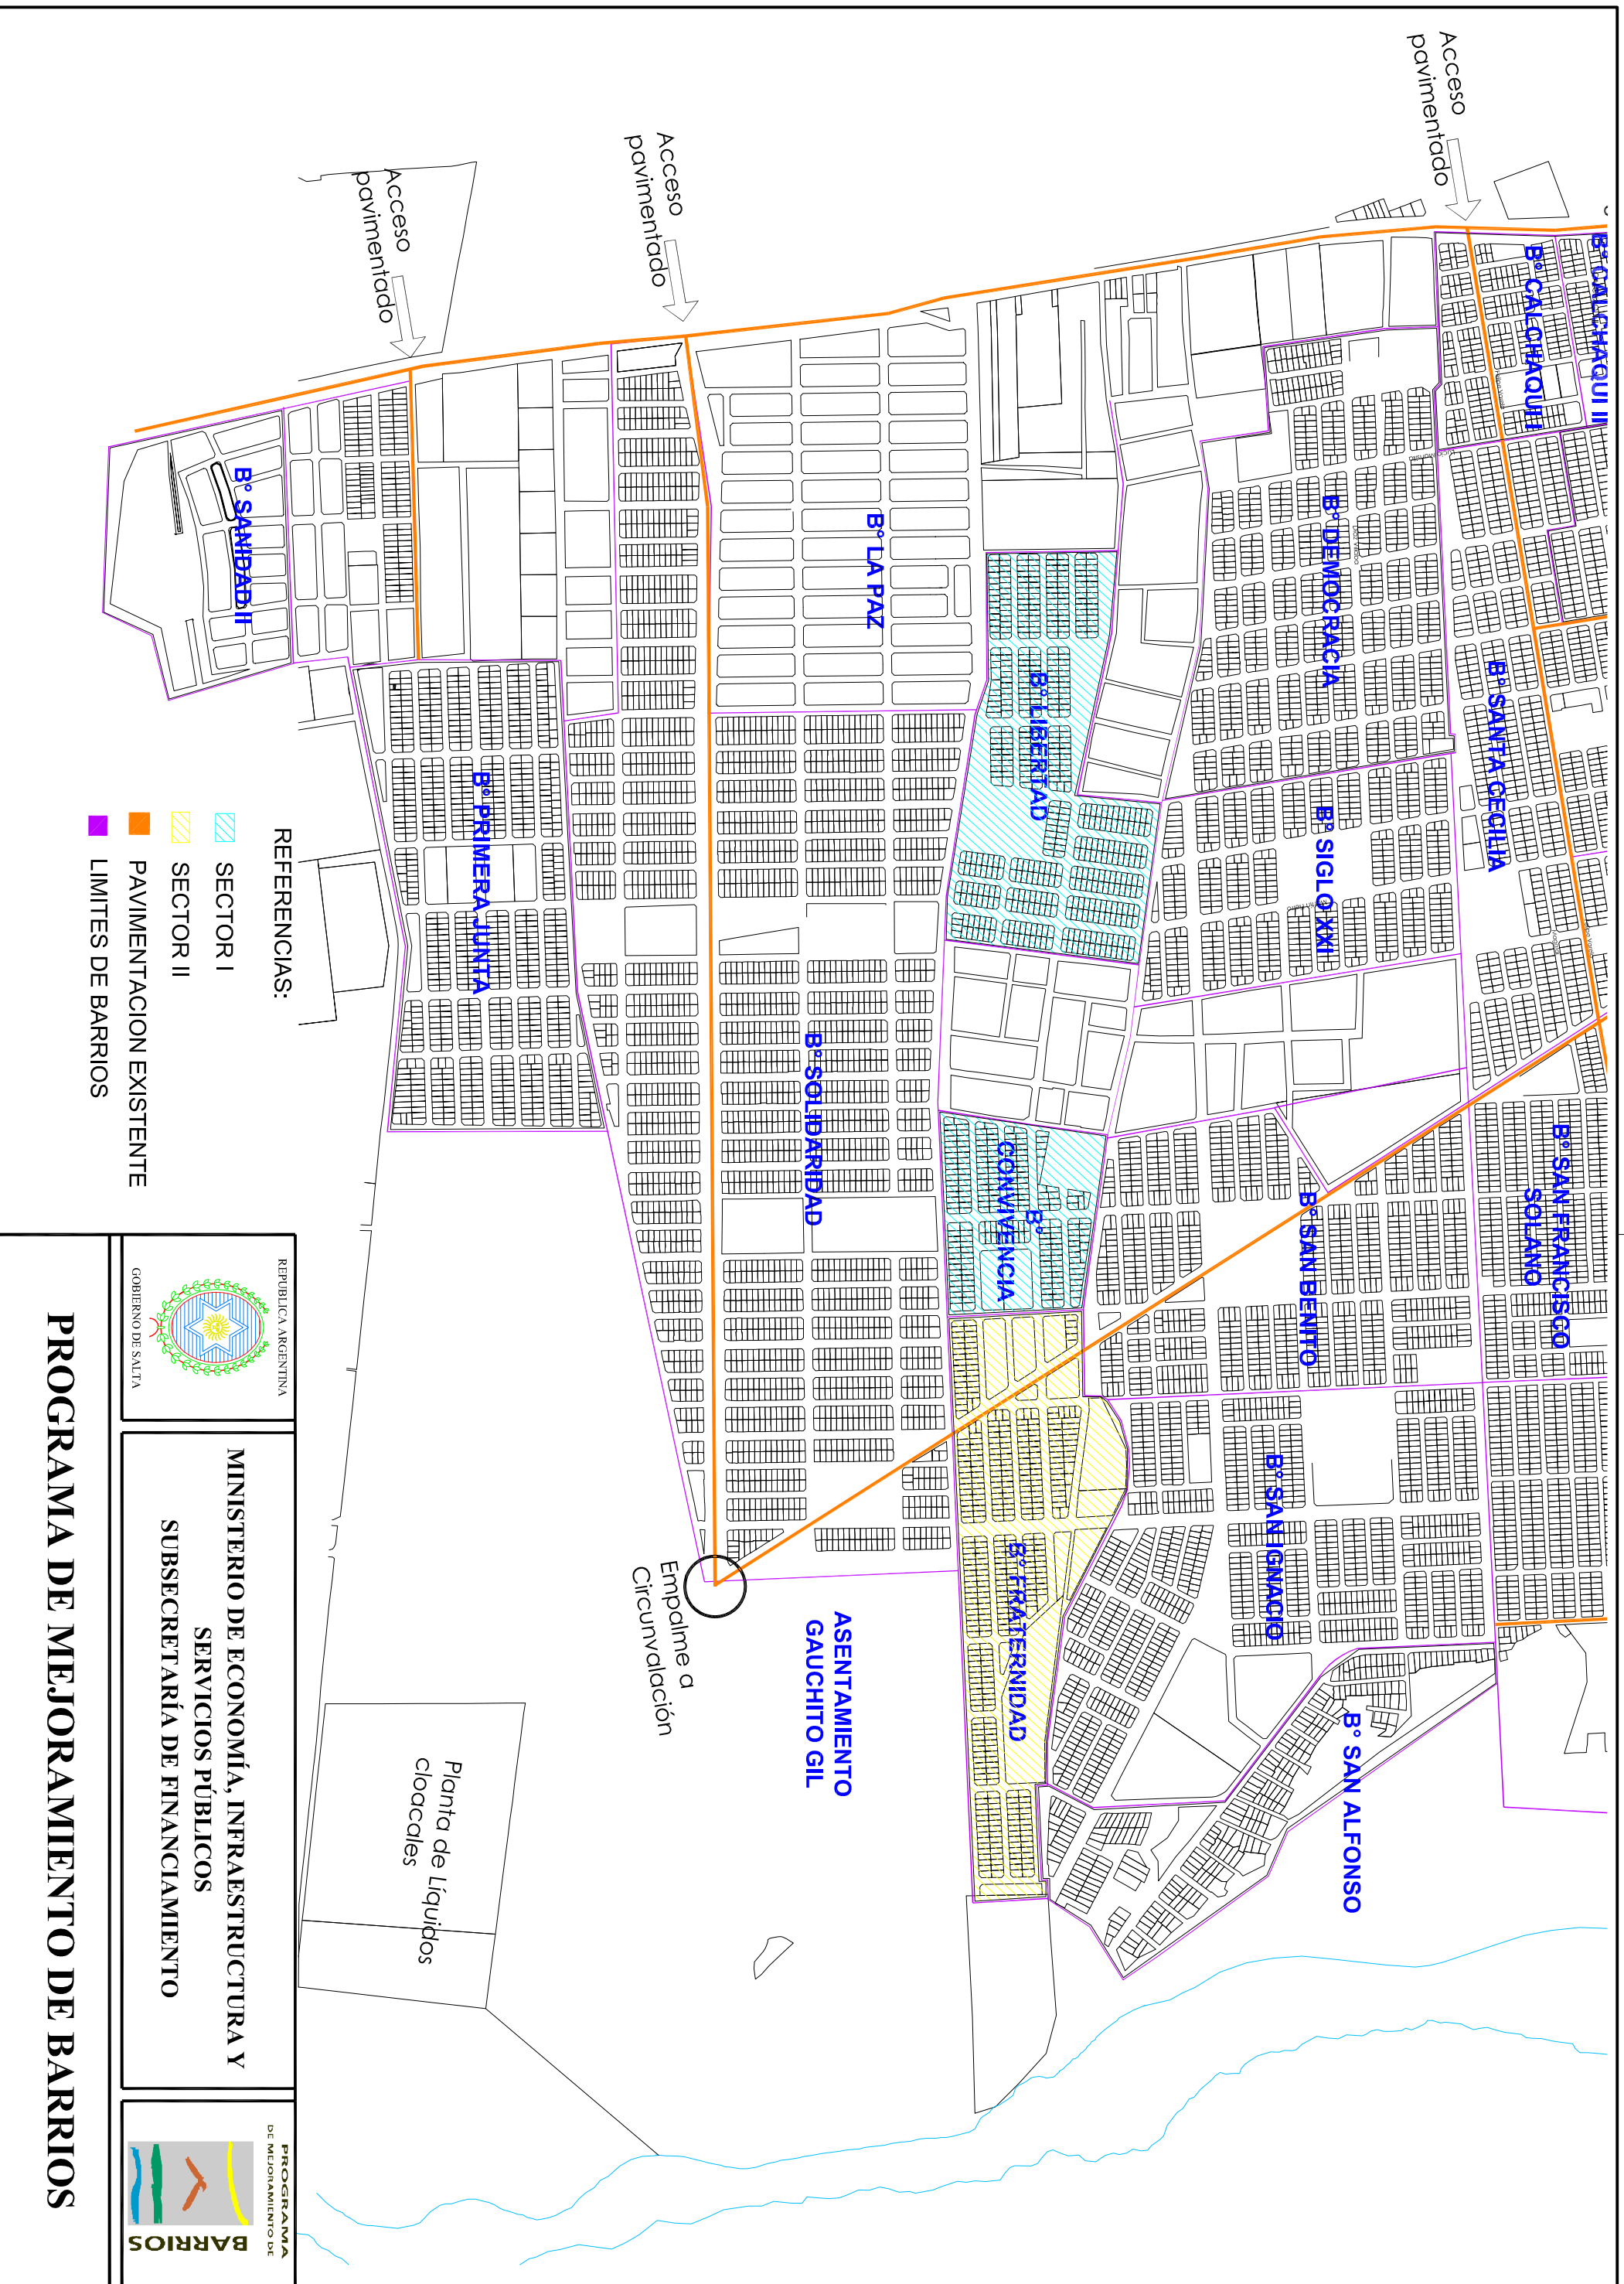 Acceso
pavimentado
Acceso
pavimentado
Acceso
pavimentado
B° CALCHAQUI II
B° CALCHAQUI I
B° SANTA CECILIA
B° DEMOCRACIA
B° SIGLO XXI
B° SAN FRANCISCO
SOLANO
B° SAN BENITO
B° SAN IGNACIO
B° SAN ALFONSO
B° LIBERTAD
B°
CONVIVENCIA
B° FRATERNIDAD
B° LA PAZ
B° SOLIDARIDAD
ASENTAMIENTO
GAUCHITO GIL
Empalme a
Circunvalación
B° SANIDAD II
B° PRIMERA JUNTA
Planta de Líquidos
cloacales
REFERENCIAS:
SECTOR I
SECTOR II
PAVIMENTACION EXISTENTE
LIMITES DE BARRIOS
REPUBLICA ARGENTINA
GOBIERNO DE SALTA
MINISTERIO DE ECONOMÍA, INFRAESTRUCTURA Y
SERVICIOS PÚBLICOS
SUBSECRETARÍA DE FINANCIAMIENTO
PROGRAMA
DE MEJORAMIENTO DE
BARRIOS
PROGRAMA DE MEJORAMIENTO DE BARRIOS